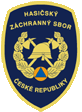 HASIČSKÝ
ZÁCHRANNÝ SBOR
ČESKÉ REPUBLIKY